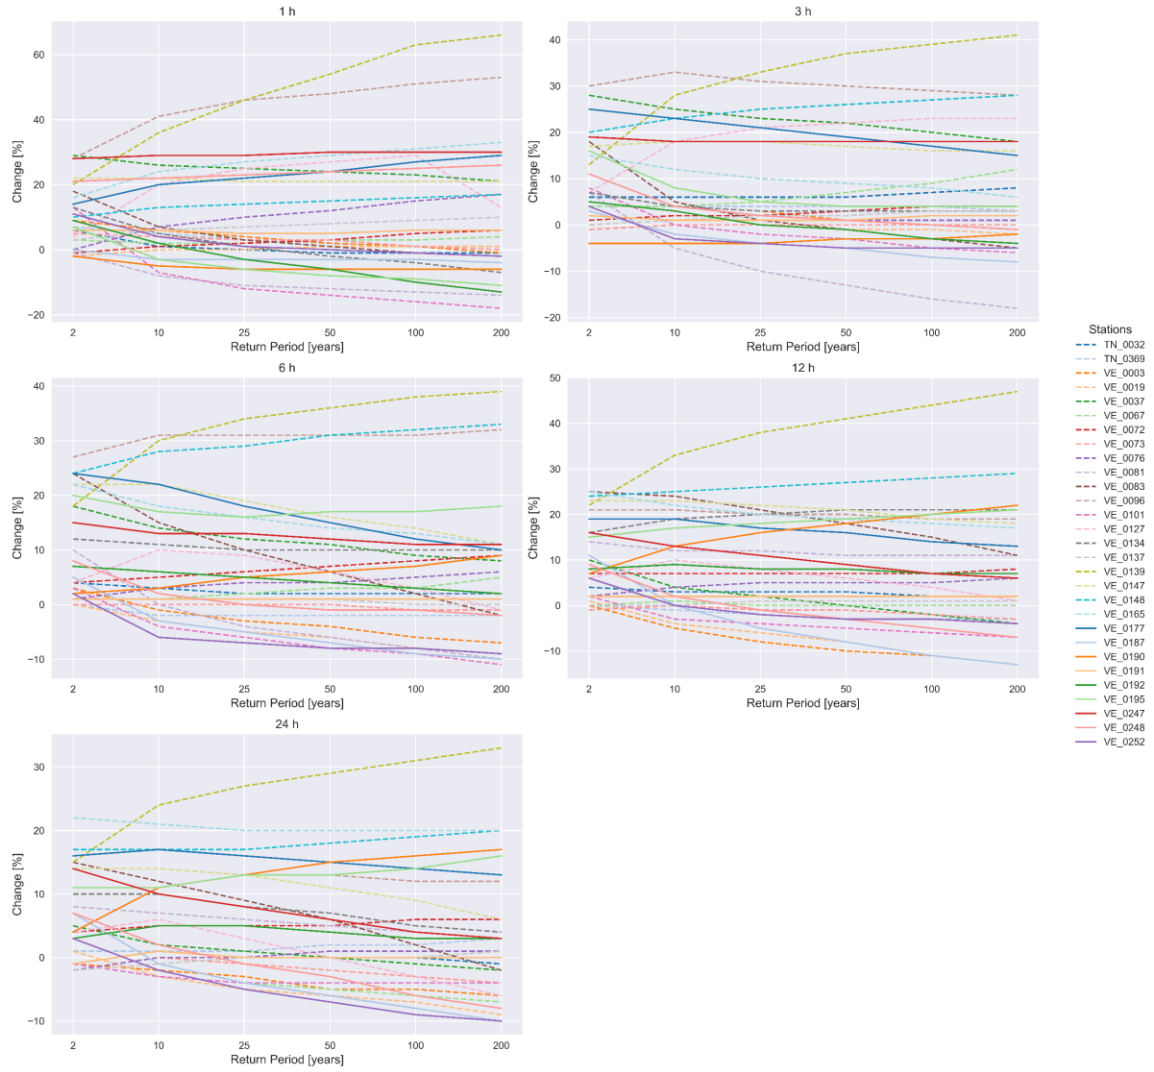 1 h
Change [%]
60
40
20
0
−20
2 10 25 50 100 200
Return Period [years]
3 h
Change [%]
40
30
20
10
0
−10
−20
2 10 25 50 100 200
Return Period [years]
6 h
Change [%]
40
30
20
10
0
−10
2 10 25 50 100 200
Return Period [years]
12 h
Change [%]
50
40
30
20
10
0
−10
2 10 25 50 100 200
Return Period [years]
24 h
Change [%]
30
20
10
0
−10
2 10 25 50 100 200
Return Period [years]
Stations
TN_0032
TN_0369
VE_0003
VE_0019
VE_0037
VE_0067
VE_0072
VE_0073
VE_0076
VE_0081
VE_0083
VE_0096
VE_0101
VE_0127
VE_0134
VE_0137
VE_0139
VE_0147
VE_0148
VE_0165
VE_0177
VE_0187
VE_0190
VE_0191
VE_0192
VE_0195
VE_0247
VE_0248
VE_0252